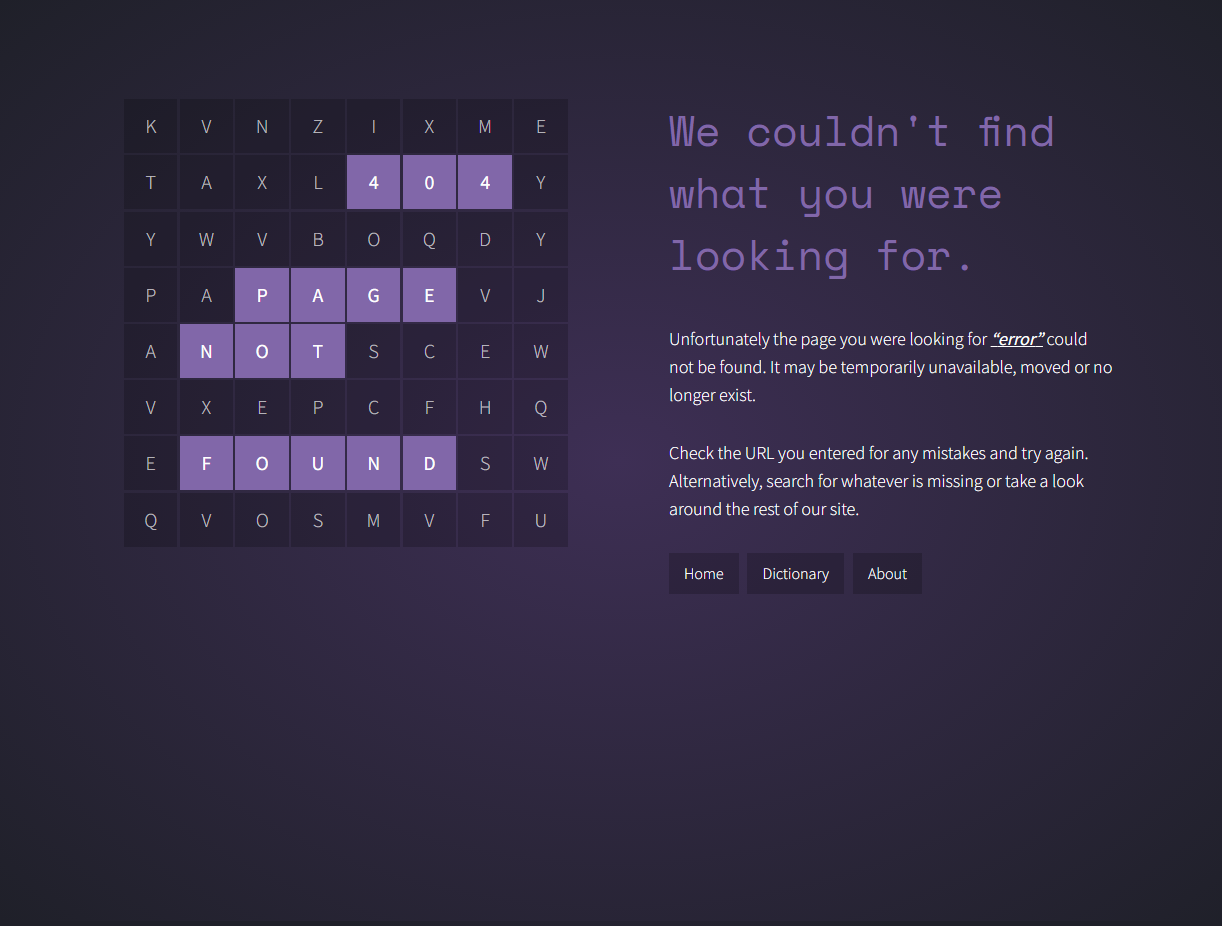 K V N Z I X M E
T A X L 4 0 4 Y
Y W V B O Q D Y
P A P A G E V J
A N O T S C E W
V X E P C F H Q
E F O U N D S W
Q V O S M V F U
We couldn't find
what you were
looking for.
Unfortunately the page you were looking for “error” could
not be found. It may be temporarily unavailable, moved or no
longer exist.
Check the URL you entered for any mistakes and try again.
Alternatively, search for whatever is missing or take a look
around the rest of our site.
Home Dictionary About